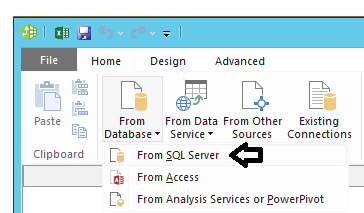 File
Home
Design
Advanced
Paste
From Database
From Data Service
From Other Sources
Existing Connections
Clipboard
From SQL Server
From Access
From Analysis Services or PowerPivot